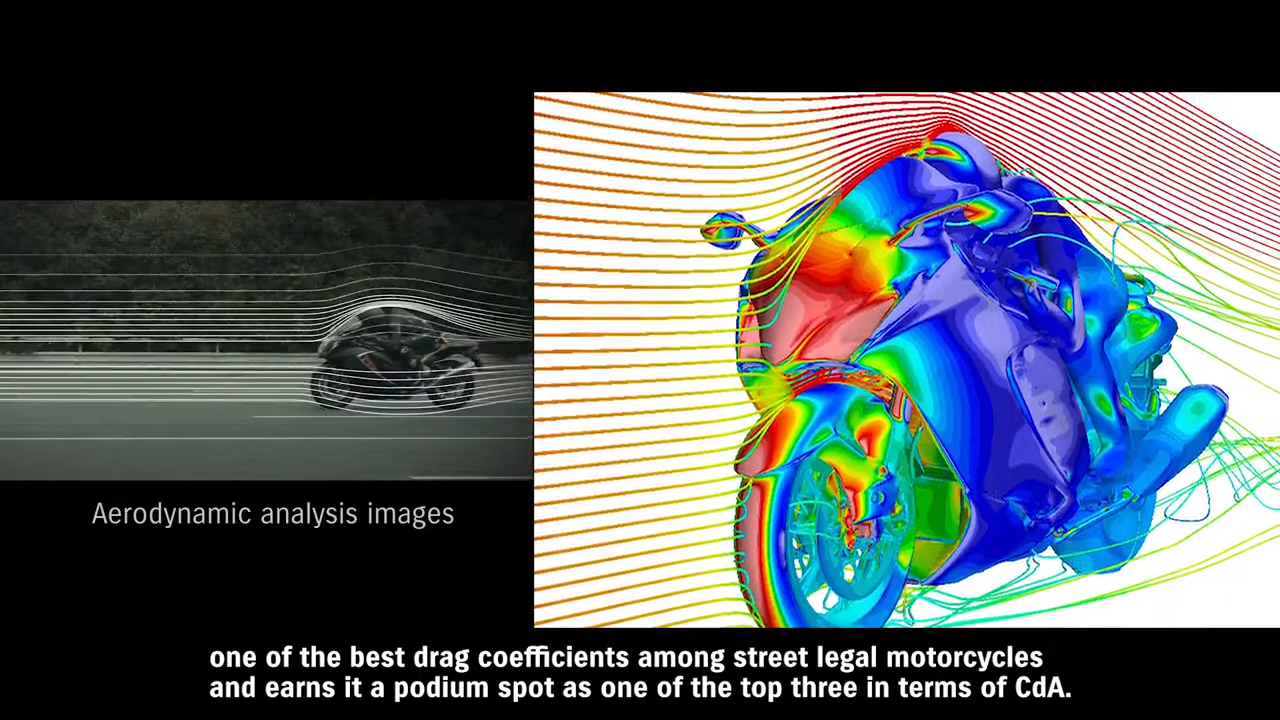 Aerodynamic analysis images
one of the best drag coefficients among street legal motorcycles
and earns it a podium spot as one of the top three in terms of CdA.